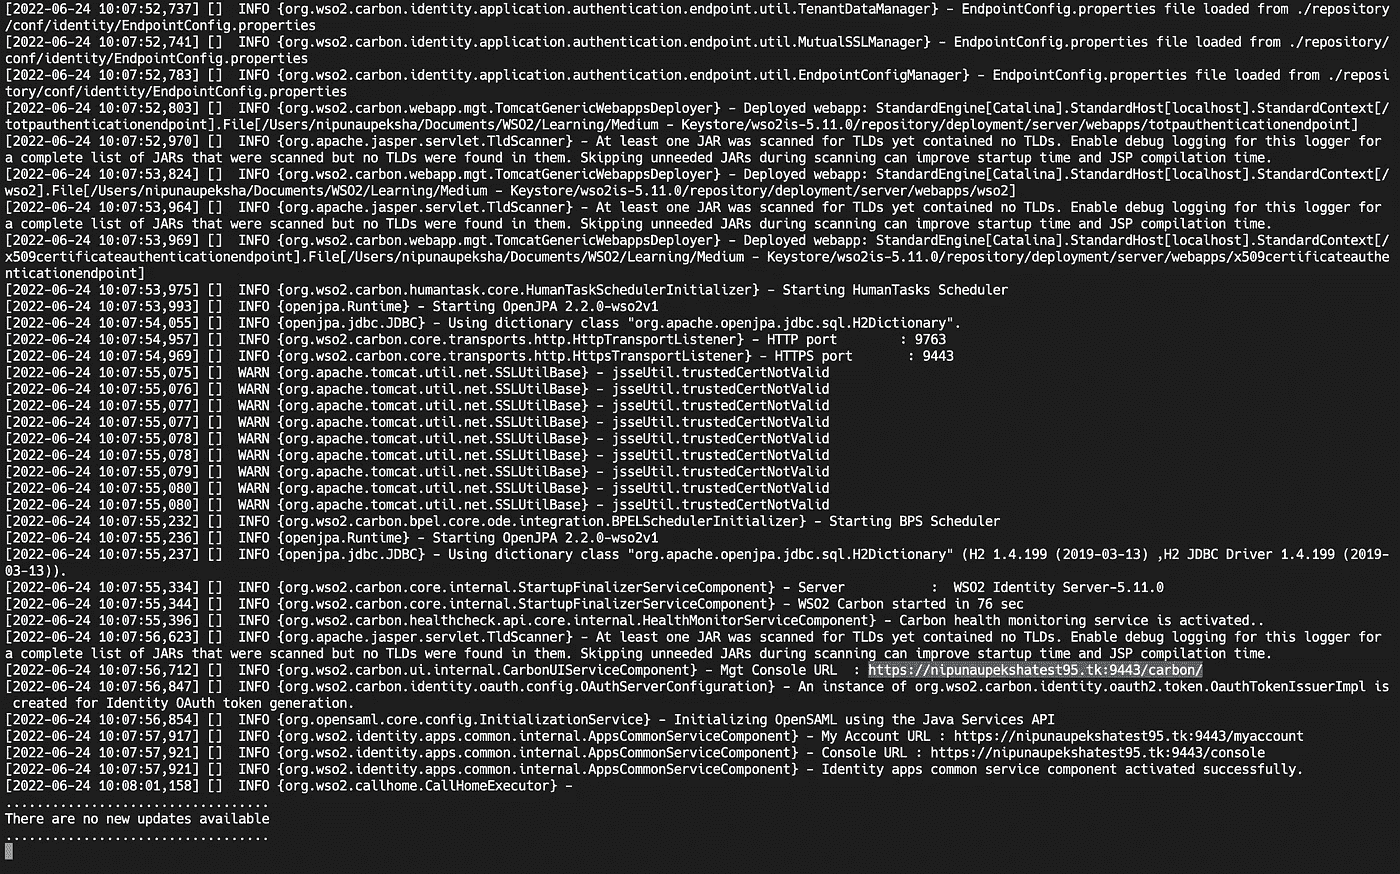 [2022-06-24 10:07:52,737] []  INFO {org.wso2.carbon.identity.application.authentication.endpoint.util.TenantDataManager} – EndpointConfig.properties file loaded from ./repository
/conf/identity/EndpointConfig.properties
[2022-06-24 10:07:52,741] []  INFO {org.wso2.carbon.identity.application.authentication.endpoint.util.MutualSSLManager} – EndpointConfig.properties file loaded from ./repository/
conf/identity/EndpointConfig.properties
[2022-06-24 10:07:52,783] []  INFO {org.wso2.carbon.identity.application.authentication.endpoint.util.EndpointConfigManager} – EndpointConfig.properties file loaded from ./reposi
tory/conf/identity/EndpointConfig.properties
[2022-06-24 10:07:52,803] []  INFO {org.wso2.carbon.webapp.mgt.TomcatGenericWebappsDeployer} – Deployed webapp: StandardEngine[Catalina].StandardHost[localhost].StandardContext[/
totpauthenticationendpoint].File[/Users/nipunaupeksha/Documents/WSO2/Learning/Medium – Keystore/wso2is-5.11.0/repository/deployment/server/webapps/totpauthenticationendpoint]
[2022-06-24 10:07:52,970] []  INFO {org.apache.jasper.servlet.TldScanner} – At least one JAR was scanned for TLDs yet contained no TLDs. Enable debug logging for this logger for
a complete list of JARs that were scanned but no TLDs were found in them. Skipping unneeded JARs during scanning can improve startup time and JSP compilation time.
[2022-06-24 10:07:53,824] []  INFO {org.wso2.carbon.webapp.mgt.TomcatGenericWebappsDeployer} – Deployed webapp: StandardEngine[Catalina].StandardHost[localhost].StandardContext[/
wso2].File[/Users/nipunaupeksha/Documents/WSO2/Learning/Medium – Keystore/wso2is-5.11.0/repository/deployment/server/webapps/wso2]
[2022-06-24 10:07:53,964] []  INFO {org.apache.jasper.servlet.TldScanner} – At least one JAR was scanned for TLDs yet contained no TLDs. Enable debug logging for this logger for
a complete list of JARs that were scanned but no TLDs were found in them. Skipping unneeded JARs during scanning can improve startup time and JSP compilation time.
[2022-06-24 10:07:53,969] []  INFO {org.wso2.carbon.webapp.mgt.TomcatGenericWebappsDeployer} – Deployed webapp: StandardEngine[Catalina].StandardHost[localhost].StandardContext[/
x509certificateauthenticationendpoint].File[/Users/nipunaupeksha/Documents/WSO2/Learning/Medium – Keystore/wso2is-5.11.0/repository/deployment/server/webapps/x509certificateauthe
nticationendpoint]
[2022-06-24 10:07:53,975] []  INFO {org.wso2.carbon.humantask.core.HumanTaskSchedulerInitializer} – Starting HumanTasks Scheduler
[2022-06-24 10:07:53,993] []  INFO {openjpa.Runtime} – Starting OpenJPA 2.2.0-wso2v1
[2022-06-24 10:07:54,055] []  INFO {openjpa.jdbc.JDBC} – Using dictionary class "org.apache.openjpa.jdbc.sql.H2Dictionary".
[2022-06-24 10:07:54,957] []  INFO {org.wso2.carbon.core.transports.http.HttpTransportListener} – HTTP port        : 9763
[2022-06-24 10:07:54,969] []  INFO {org.wso2.carbon.core.transports.http.HttpsTransportListener} – HTTPS port       : 9443
[2022-06-24 10:07:55,075] []  WARN {org.apache.tomcat.util.net.SSLUtilBase} – jsseUtil.trustedCertNotValid
[2022-06-24 10:07:55,076] []  WARN {org.apache.tomcat.util.net.SSLUtilBase} – jsseUtil.trustedCertNotValid
[2022-06-24 10:07:55,077] []  WARN {org.apache.tomcat.util.net.SSLUtilBase} – jsseUtil.trustedCertNotValid
[2022-06-24 10:07:55,077] []  WARN {org.apache.tomcat.util.net.SSLUtilBase} – jsseUtil.trustedCertNotValid
[2022-06-24 10:07:55,078] []  WARN {org.apache.tomcat.util.net.SSLUtilBase} – jsseUtil.trustedCertNotValid
[2022-06-24 10:07:55,078] []  WARN {org.apache.tomcat.util.net.SSLUtilBase} – jsseUtil.trustedCertNotValid
[2022-06-24 10:07:55,079] []  WARN {org.apache.tomcat.util.net.SSLUtilBase} – jsseUtil.trustedCertNotValid
[2022-06-24 10:07:55,080] []  WARN {org.apache.tomcat.util.net.SSLUtilBase} – jsseUtil.trustedCertNotValid
[2022-06-24 10:07:55,080] []  WARN {org.apache.tomcat.util.net.SSLUtilBase} – jsseUtil.trustedCertNotValid
[2022-06-24 10:07:55,232] []  INFO {org.wso2.carbon.bpel.core.ode.integration.BPELSchedulerInitializer} – Starting BPS Scheduler
[2022-06-24 10:07:55,236] []  INFO {openjpa.Runtime} – Starting OpenJPA 2.2.0-wso2v1
[2022-06-24 10:07:55,237] []  INFO {openjpa.jdbc.JDBC} – Using dictionary class "org.apache.openjpa.jdbc.sql.H2Dictionary" (H2 1.4.199 (2019-03-13) ,H2 JDBC Driver 1.4.199 (2019-
03-13)).
[2022-06-24 10:07:55,334] []  INFO {org.wso2.carbon.core.internal.StartupFinalizerServiceComponent} – Server           :  WSO2 Identity Server-5.11.0
[2022-06-24 10:07:55,344] []  INFO {org.wso2.carbon.core.internal.StartupFinalizerServiceComponent} – WSO2 Carbon started in 76 sec
[2022-06-24 10:07:55,396] []  INFO {org.wso2.carbon.healthcheck.api.core.internal.HealthMonitorServiceComponent} – Carbon health monitoring service is activated..
[2022-06-24 10:07:56,623] []  INFO {org.apache.jasper.servlet.TldScanner} – At least one JAR was scanned for TLDs yet contained no TLDs. Enable debug logging for this logger for
a complete list of JARs that were scanned but no TLDs were found in them. Skipping unneeded JARs during scanning can improve startup time and JSP compilation time.
[2022-06-24 10:07:56,712] []  INFO {org.wso2.carbon.ui.internal.CarbonUIServiceComponent} – Mgt Console URL  : https://nipunaupekshatest95.tk:9443/carbon/
[2022-06-24 10:07:56,847] []  INFO {org.wso2.carbon.identity.oauth.config.OAuthServerConfiguration} – An instance of org.wso2.carbon.identity.oauth2.token.OauthTokenIssuerImpl is
 created for Identity OAuth token generation.
[2022-06-24 10:07:56,854] []  INFO {org.opensaml.core.config.InitializationService} – Initializing OpenSAML using the Java Services API
[2022-06-24 10:07:57,917] []  INFO {org.wso2.identity.apps.common.internal.AppsCommonServiceComponent} – My Account URL : https://nipunaupekshatest95.tk:9443/myaccount
[2022-06-24 10:07:57,921] []  INFO {org.wso2.identity.apps.common.internal.AppsCommonServiceComponent} – Console URL : https://nipunaupekshatest95.tk:9443/console
[2022-06-24 10:07:57,921] []  INFO {org.wso2.identity.apps.common.internal.AppsCommonServiceComponent} – Identity apps common service component activated successfully.
[2022-06-24 10:08:01,158] []  INFO {org.wso2.callhome.CallHomeExecutor} –
.................................
There are no new updates available
.................................